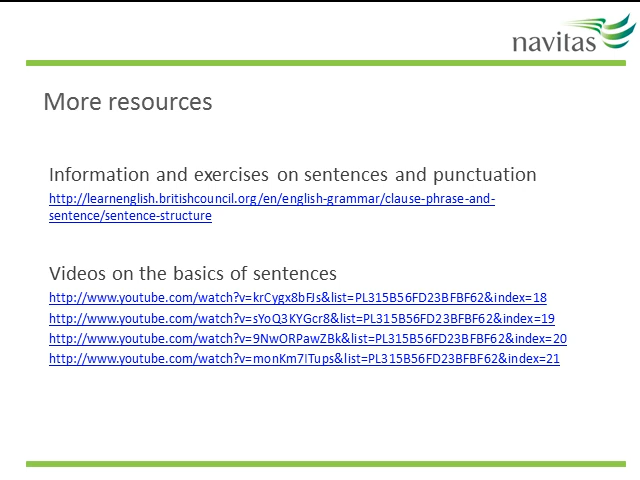 navitas
More resources
Information and exercises on sentences and punctuation
http://learnenglish.britishcouncil.org/en/english-grammar/clause-phrase-and-
sentence/sentence-structure
Videos on the basics of sentences
http://www.youtube.com/watch?v=krCygx8bFJs&list=PL315B56FD23BFBF62&index=18
http://www.youtube.com/watch?v=sYoQ3KYGcr8&list=PL315B56FD23BFBF62&index=19
http://www.youtube.com/watch?v=9NwORPawZBk&list=PL315B56FD23BFBF62&index=20
http://www.youtube.com/watch?v=monKm7ITups&list=PL315B56FD23BFBF62&index=21